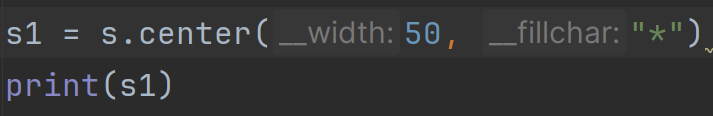 s1 = s.center(__width: 50, __fillchar: "*")
print(s1)